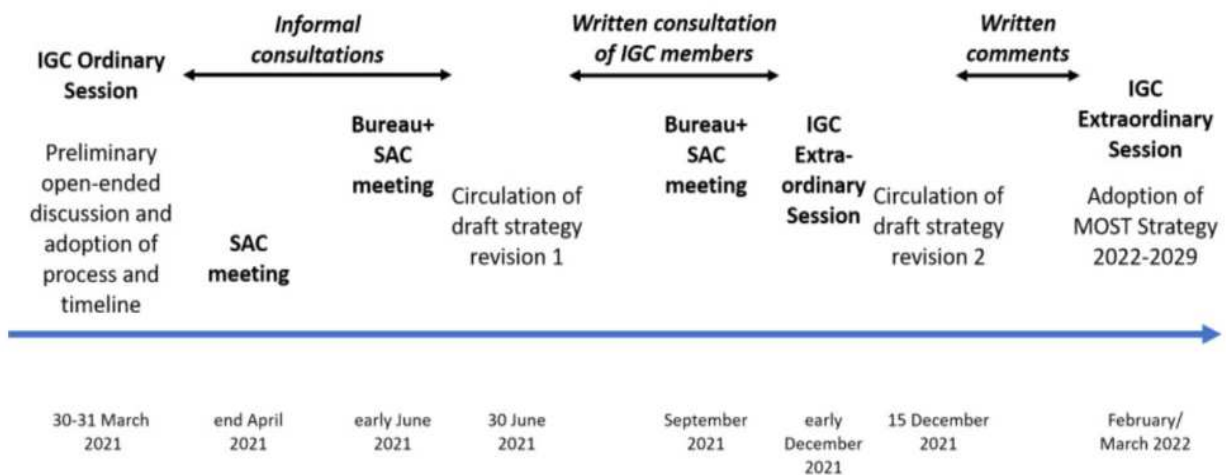 Informal
consultations
Written consultation
of IGC members
Written
comments
IGC Ordinary
Session
Preliminary
open-ended
discussion and
adoption of
process and
timeline
SAC
meeting
Bureau+
SAC
meeting
Circulation of
draft strategy
revision 1
Bureau+
SAC
meeting
IGC
Extra-
ordinary
Session
Circulation of
draft strategy
revision 2
IGC
Extraordinary
Session
Adoption of
MOST Strategy
2022-2029
30-31 March
2021
end April
2021
early June
2021
30 June
2021
September
2021
early
December
2021
15 December
2021
February/
March 2022